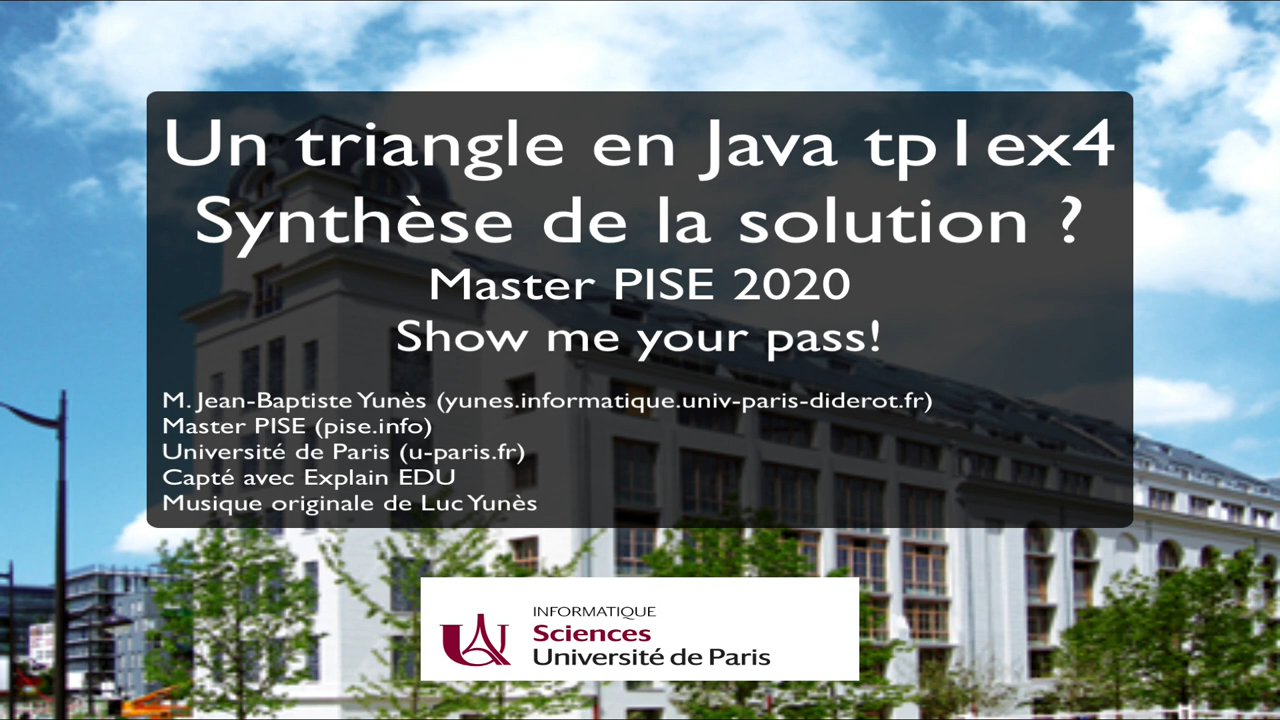 Un triangle en Java tp1ex4
Synthèse de la solution ?
Master PISE 2020
Show me your pass!
M. Jean-Baptiste Yunès (yunes.informatique.univ-paris-diderot.fr)
Master PISE (pise.info)
Université de Paris (u-paris.fr)
Capté avec Explain EDU
Musique originale de Luc Yunès
INFORMATIQUE
Sciences
Université de Paris